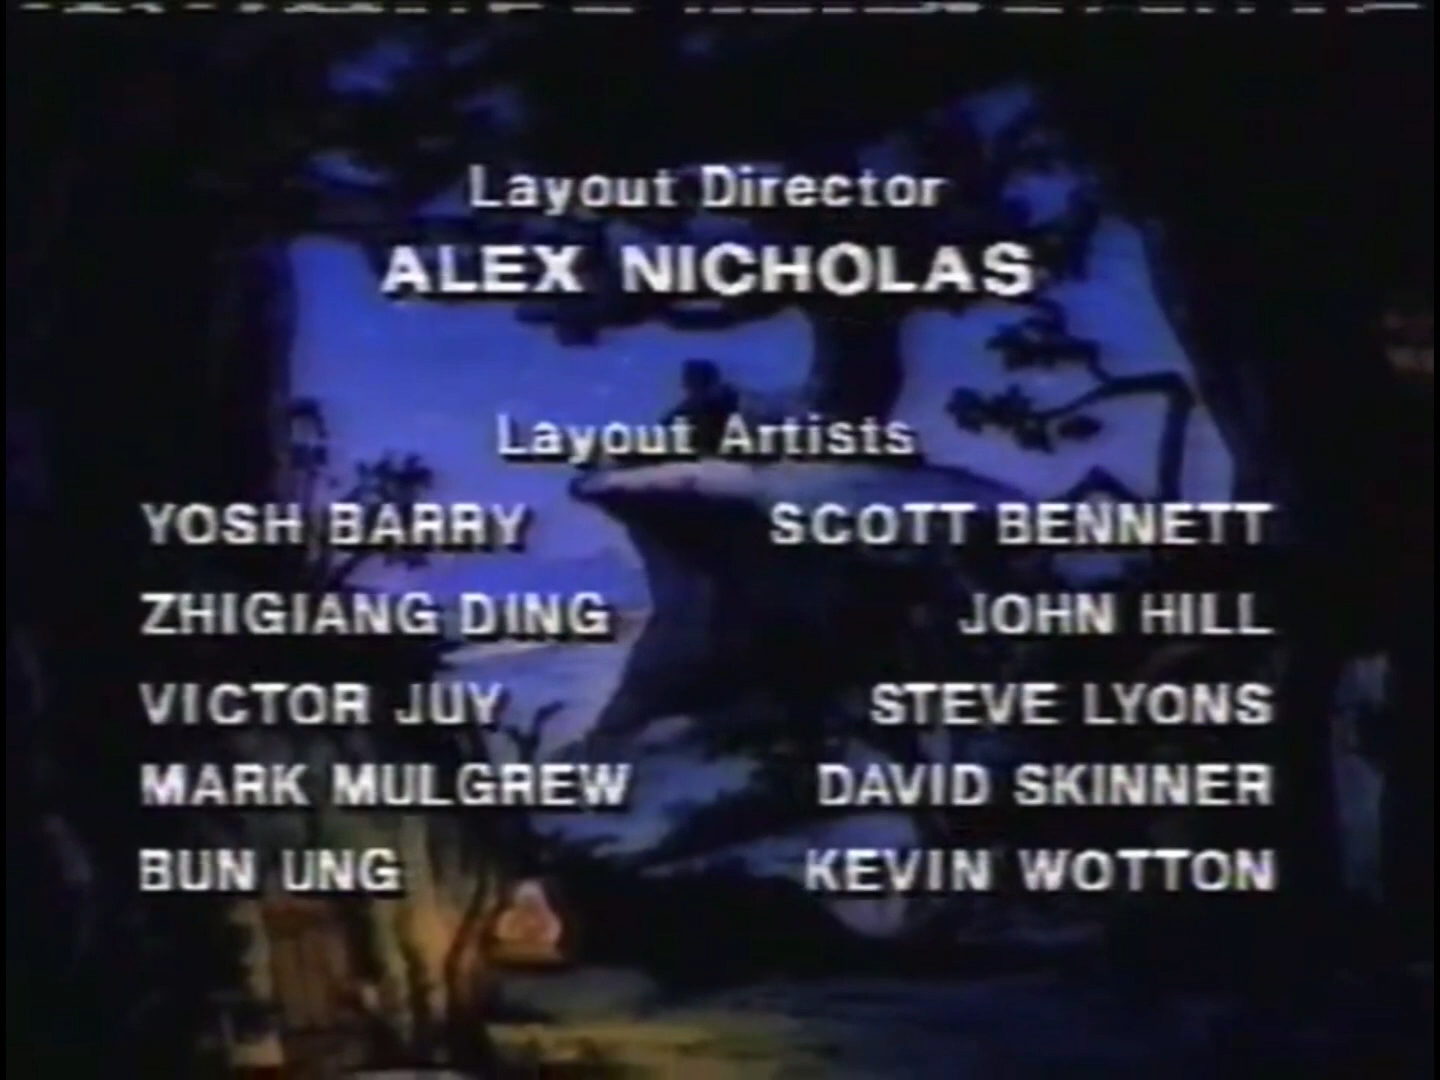 Layout Director
ALEX NICHOLAS
Layout Artists
YOSH BARRY SCOTT BENNETT
ZHIGIANG DING JOHN HILL
VICTOR JUY STEVE LYONS
MARK MULGREW DAVID SKINNER
BUN UNG KEVIN WOTTON